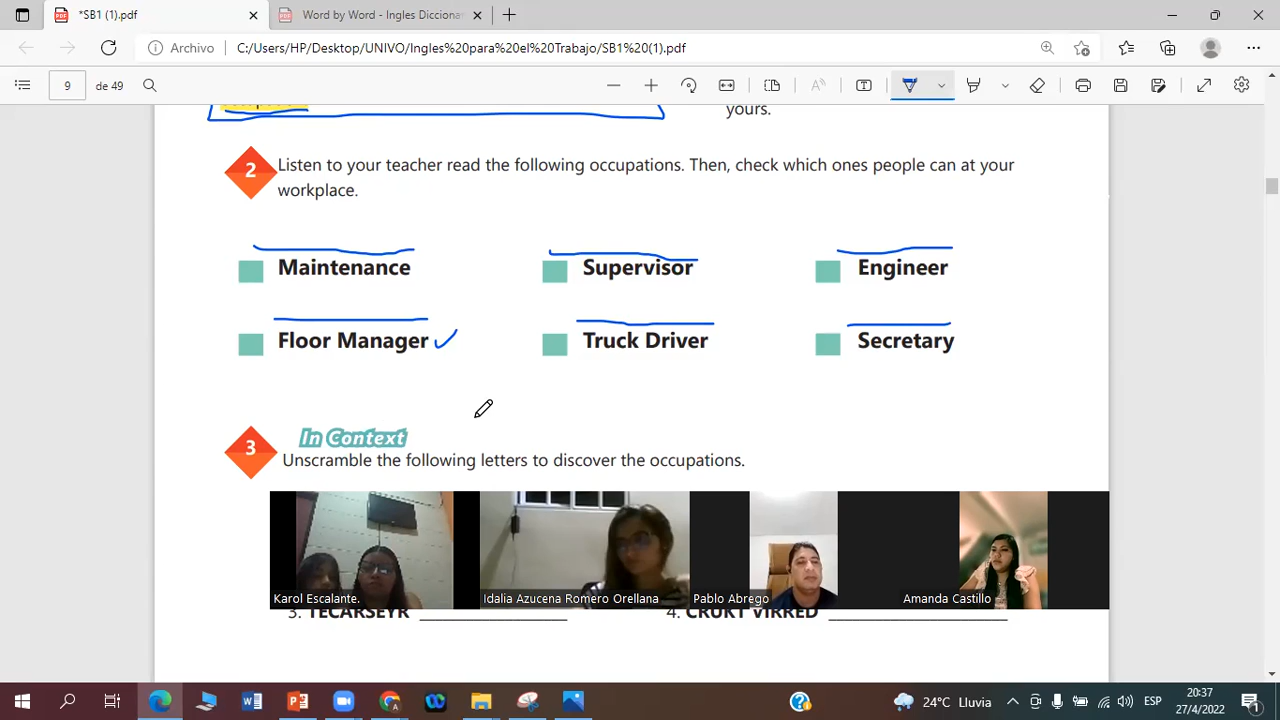 *SB1 (1).pdf
Word by Word - Ingles Dicciona
Archivo
C:/Users/HP/Desktop/UNIVO/Ingles%20para%20el%20Trabajo/SB1%20(1).pdf
9 de 49
yours.
2
Listen to your teacher read the following occupations. Then, check which ones people can at your
workplace.
Maintenance
Supervisor
Engineer
Floor Manager
Truck Driver
Secretary
3
In Context
Unscramble the following letters to discover the occupations.
Karol Escalante.
Idalia Azucena Romero Orellana
Pablo Abrego
Amanda Castillo
3. TECARSEYR
4. CRUKT VIRRED
24°C Lluvia
ESP
20:37
27/4/2022